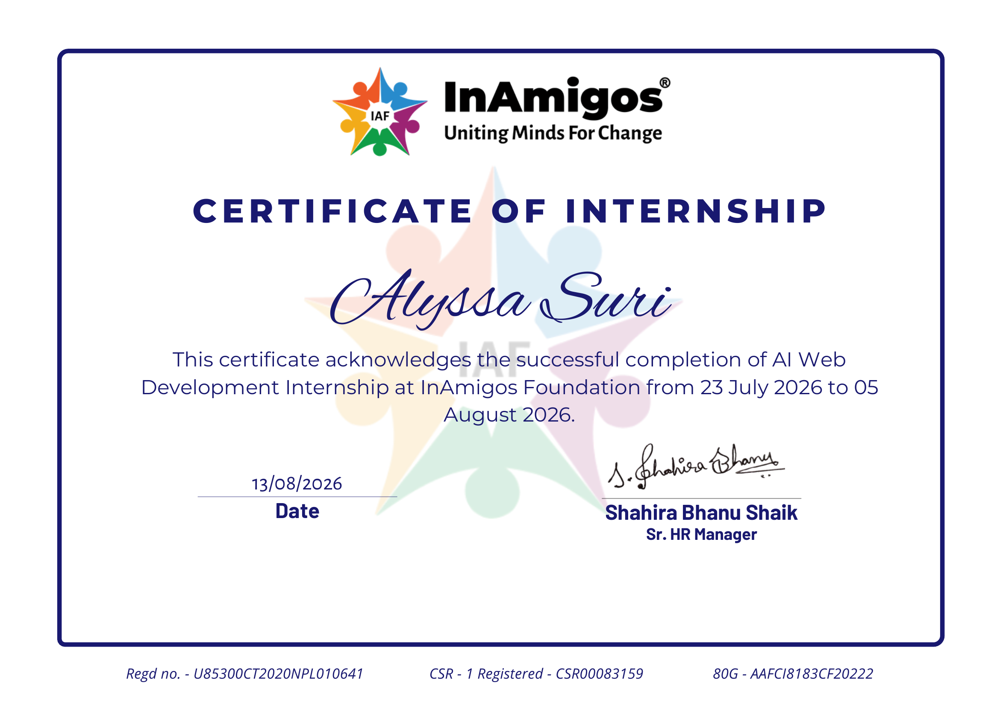 IAF
InAmigos®
Uniting Minds For Change
CERTIFICATE OF INTERNSHIP
Alyssa Suri
IAF
This certificate acknowledges the successful completion of AI Web
Development Internship at InAmigos Foundation from 23 July 2026 to 05
August 2026.
13/08/2026
Date
S. Shahira Bhanu
Shahira Bhanu Shaik
Sr. HR Manager
Regd no. - U85300CT2020NPL010641
CSR - 1 Registered - CSR00083159
80G - AAFCI8183CF20222